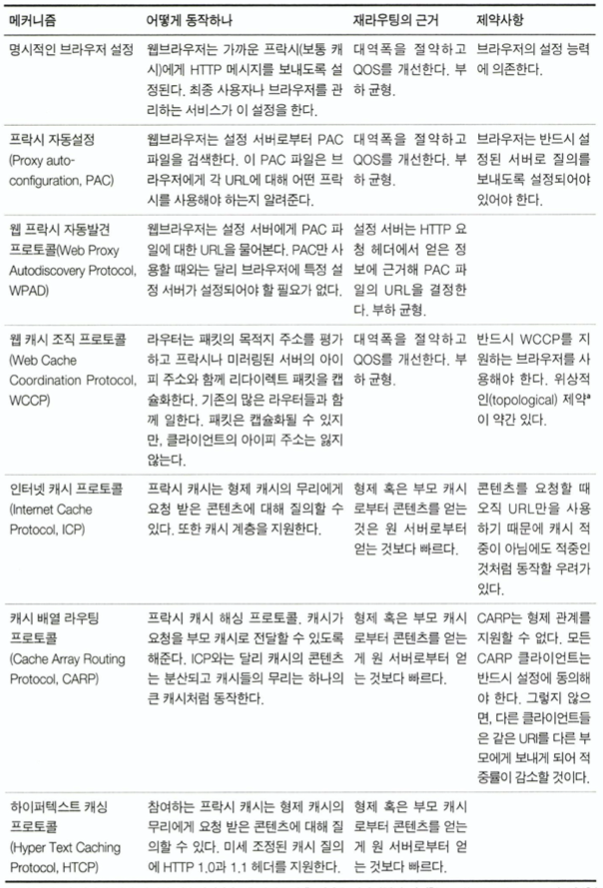 메커니즘 어떻게 동작하나 재라우팅의 근거 제약사항
명시적인 브라우저 설정
웹브라우저는 가까운 프락시(보통 캐
시)에게 HTTP 메시지를 보내도록 설
정된다. 최종 사용자나 브라우저를 관
리하는 서비스가 이 설정을 한다.
대역폭을 절약하고
QOS를 개선한다. 부
하 균형.
브라우저의 설정 능력
에 의존한다.
프락시 자동설정
(Proxy auto-
configuration, PAC)
웹브라우저는 설정 서버로부터 PAC
파일을 검색한다. 이 PAC 파일은 브
라우저에게 각 URL에 대해 어떤 프락
시를 사용해야 하는지 알려준다.
대역폭을 절약하고
QOS를 개선한다. 부
하 균형.
브라우저는 반드시 설
정된 서버로 질의를
보내도록 설정되어야
있어야 한다.
웹 프락시 자동발견
프로토콜(Web Proxy
Autodiscovery Protocol,
WPAD)
웹브라우저는 설정 서버에게 PAC 파
일에 대한 URL을 물어본다. PAC만 사
용할 때와는 달리 브라우저에 특정 설
정 서버가 설정되어야 할 필요가 없다.
설정 서버는 HTTP 요
청 헤더에서 얻은 정
보에 근거해 PAC 파
일의 URL을 결정한
다. 부하 균형.
웹 캐시 조직 프로토콜
(Web Cache
Coordination Protocol,
WCCP)
라우터는 패킷의 목적지 주소를 평가
하고 프락시나 미러링된 서버의 아이
피 주소와 함께 리다이렉트 패킷을 캡
슐화한다. 기존의 많은 라우터들과 함
께 일한다. 패킷은 캡슐화될 수 있지
만, 클라이언트의 아이피 주소는 잃지
않는다.
대역폭을 절약하고
QOS를 개선한다. 부
하 균형.
반드시 WCCP를 지
원하는 브라우저를 사
용해야 한다. 위상적
인(topological) 제약a
이 약간 있다.
인터넷 캐시 프로토콜
(Internet Cache
Protocol, ICP)
프락시 캐시는 형제 캐시의 무리에게
요청 받은 콘텐츠에 대해 질의할 수
있다. 또한 캐시 계층을 지원한다.
형제 혹은 부모 캐시
로부터 콘텐츠를 얻는
것은 원 서버로부터
얻는 것보다 빠르다.
콘텐츠를 요청할 때
오직 URL만을 사용
하기 때문에 캐시 적
중이 아님에도 적중인
것처럼 동작할 우려가
있다.
캐시 배열 라우팅
프로토콜
(Cache Array Routing
Protocol, CARP)
프락시 캐시 해싱 프로토콜. 캐시가
요청을 부모 캐시로 전달할 수 있도록
해준다. ICP와는 달리 캐시의 콘텐츠
는 분산되고 캐시들의 무리는 하나의
큰 캐시처럼 동작한다.
형제 혹은 부모 캐시
로부터 콘텐츠를 얻는
게 원 서버로부터 얻
는 것보다 빠르다.
CARP는 형제 관계를
지원할 수 없다. 모든
CARP 클라이언트는
반드시 설정에 동의해
야 한다. 그렇지 않으
면, 다른 클라이언트들
은 같은 URI를 다른 부
모에게 보내게 되어 적
중률이 감소할 것이다.
하이퍼텍스트 캐싱
프로토콜
(Hyper Text Caching
Protocol, HTCP)
참여하는 프락시 캐시는 형제 캐시의
무리에게 요청 받은 콘텐츠에 대해 질
의할 수 있다. 미세 조정된 캐시 질의
에 HTTP 1.0과 1.1 헤더를 지원한다.
형제 혹은 부모 캐시
로부터 콘텐츠를 얻는
게 원 서버로부터 얻
는 것보다 빠르다.